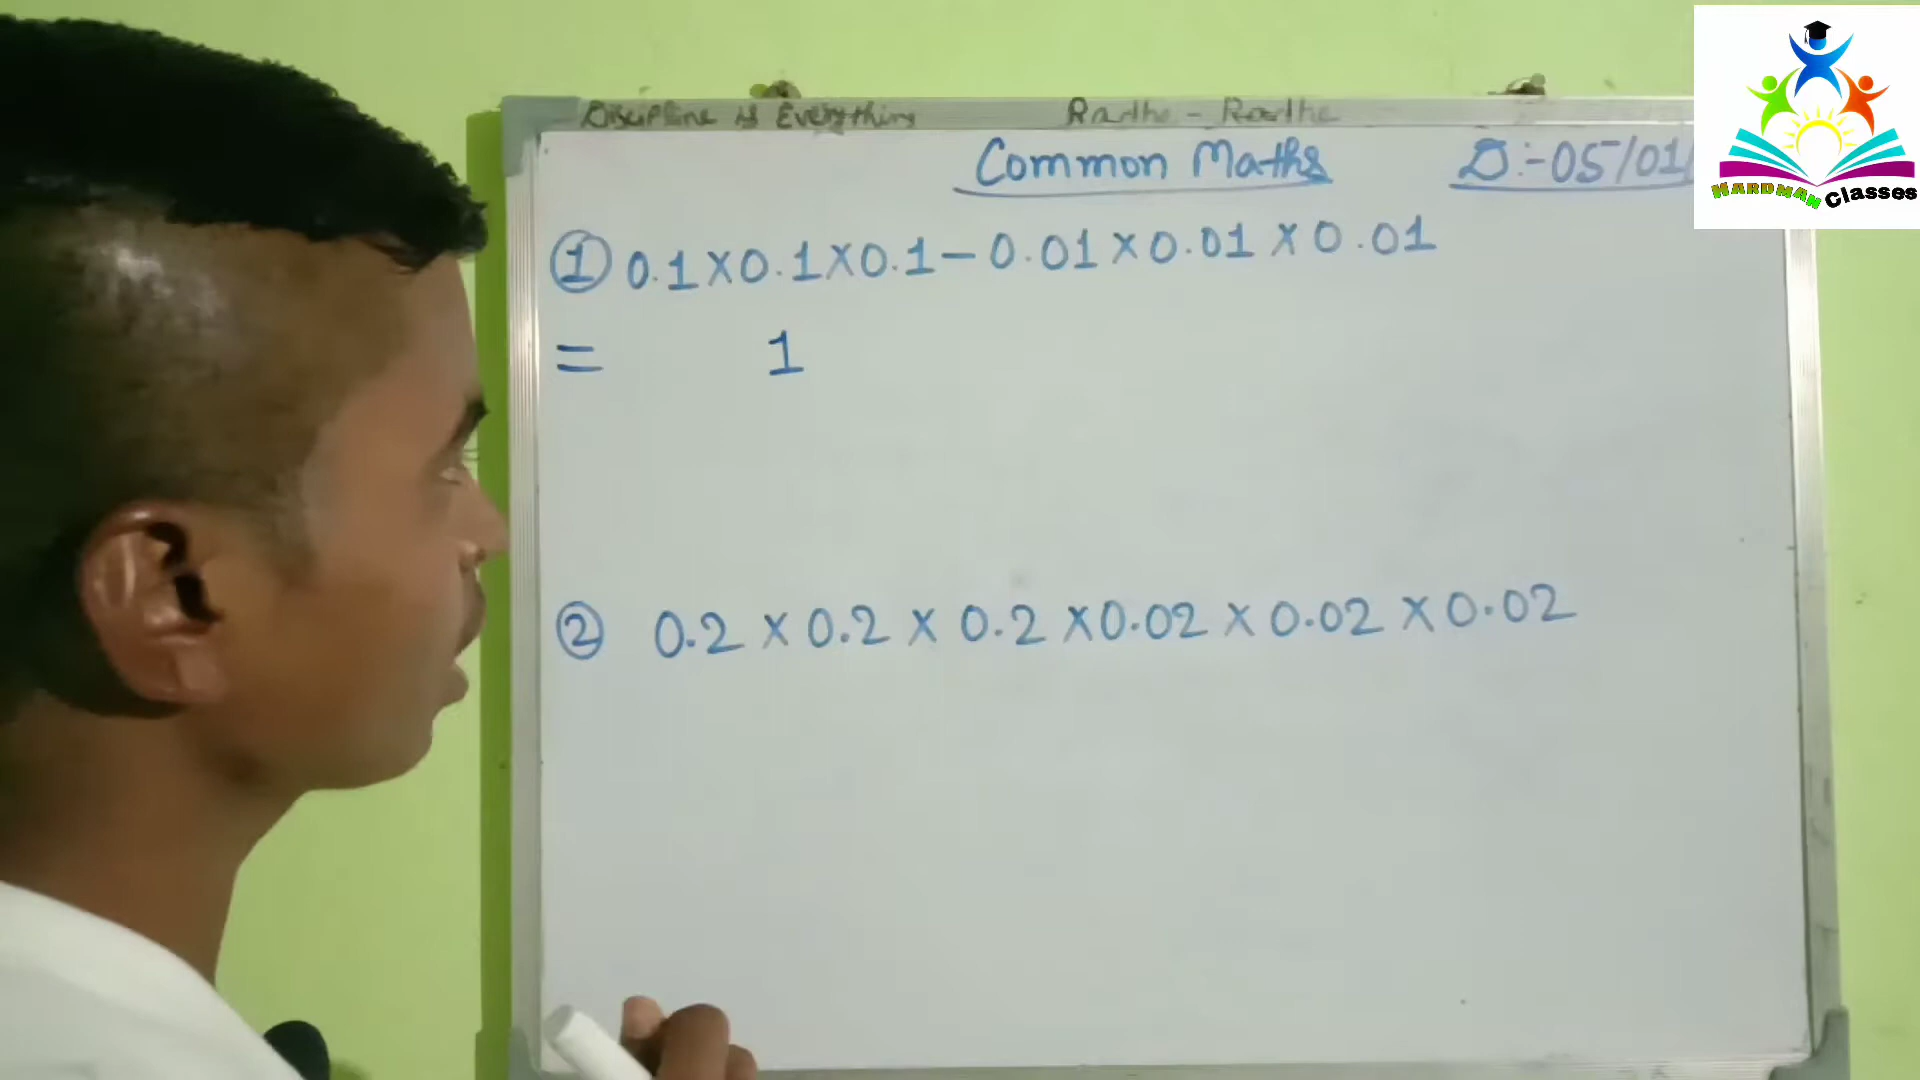 Discipline is Everything Radhe - Radhe
Common Maths D:-05/01/
① 0.1×0.1×0.1-0.01×0.01×0.01
= 1
② 0.2 × 0.2 × 0.2 ×0.02 × 0.02 ×0.02
HARDMAN Classes